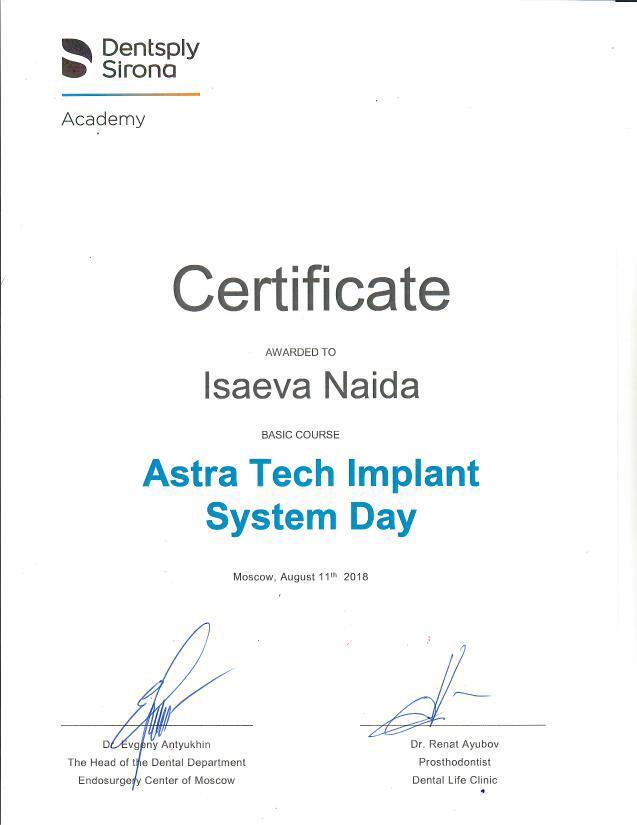 Dentsply
Sirona
Academy
Certificate
AWARDED TO
Isaeva Naida
BASIC COURSE
Astra Tech Implant
System Day
Moscow, August 11th 2018
Dr. Evgeny Antyukhin
The Head of the Dental Department
Endosurgery Center of Moscow
Dr. Renat Ayubov
Prosthodontist
Dental Life Clinic